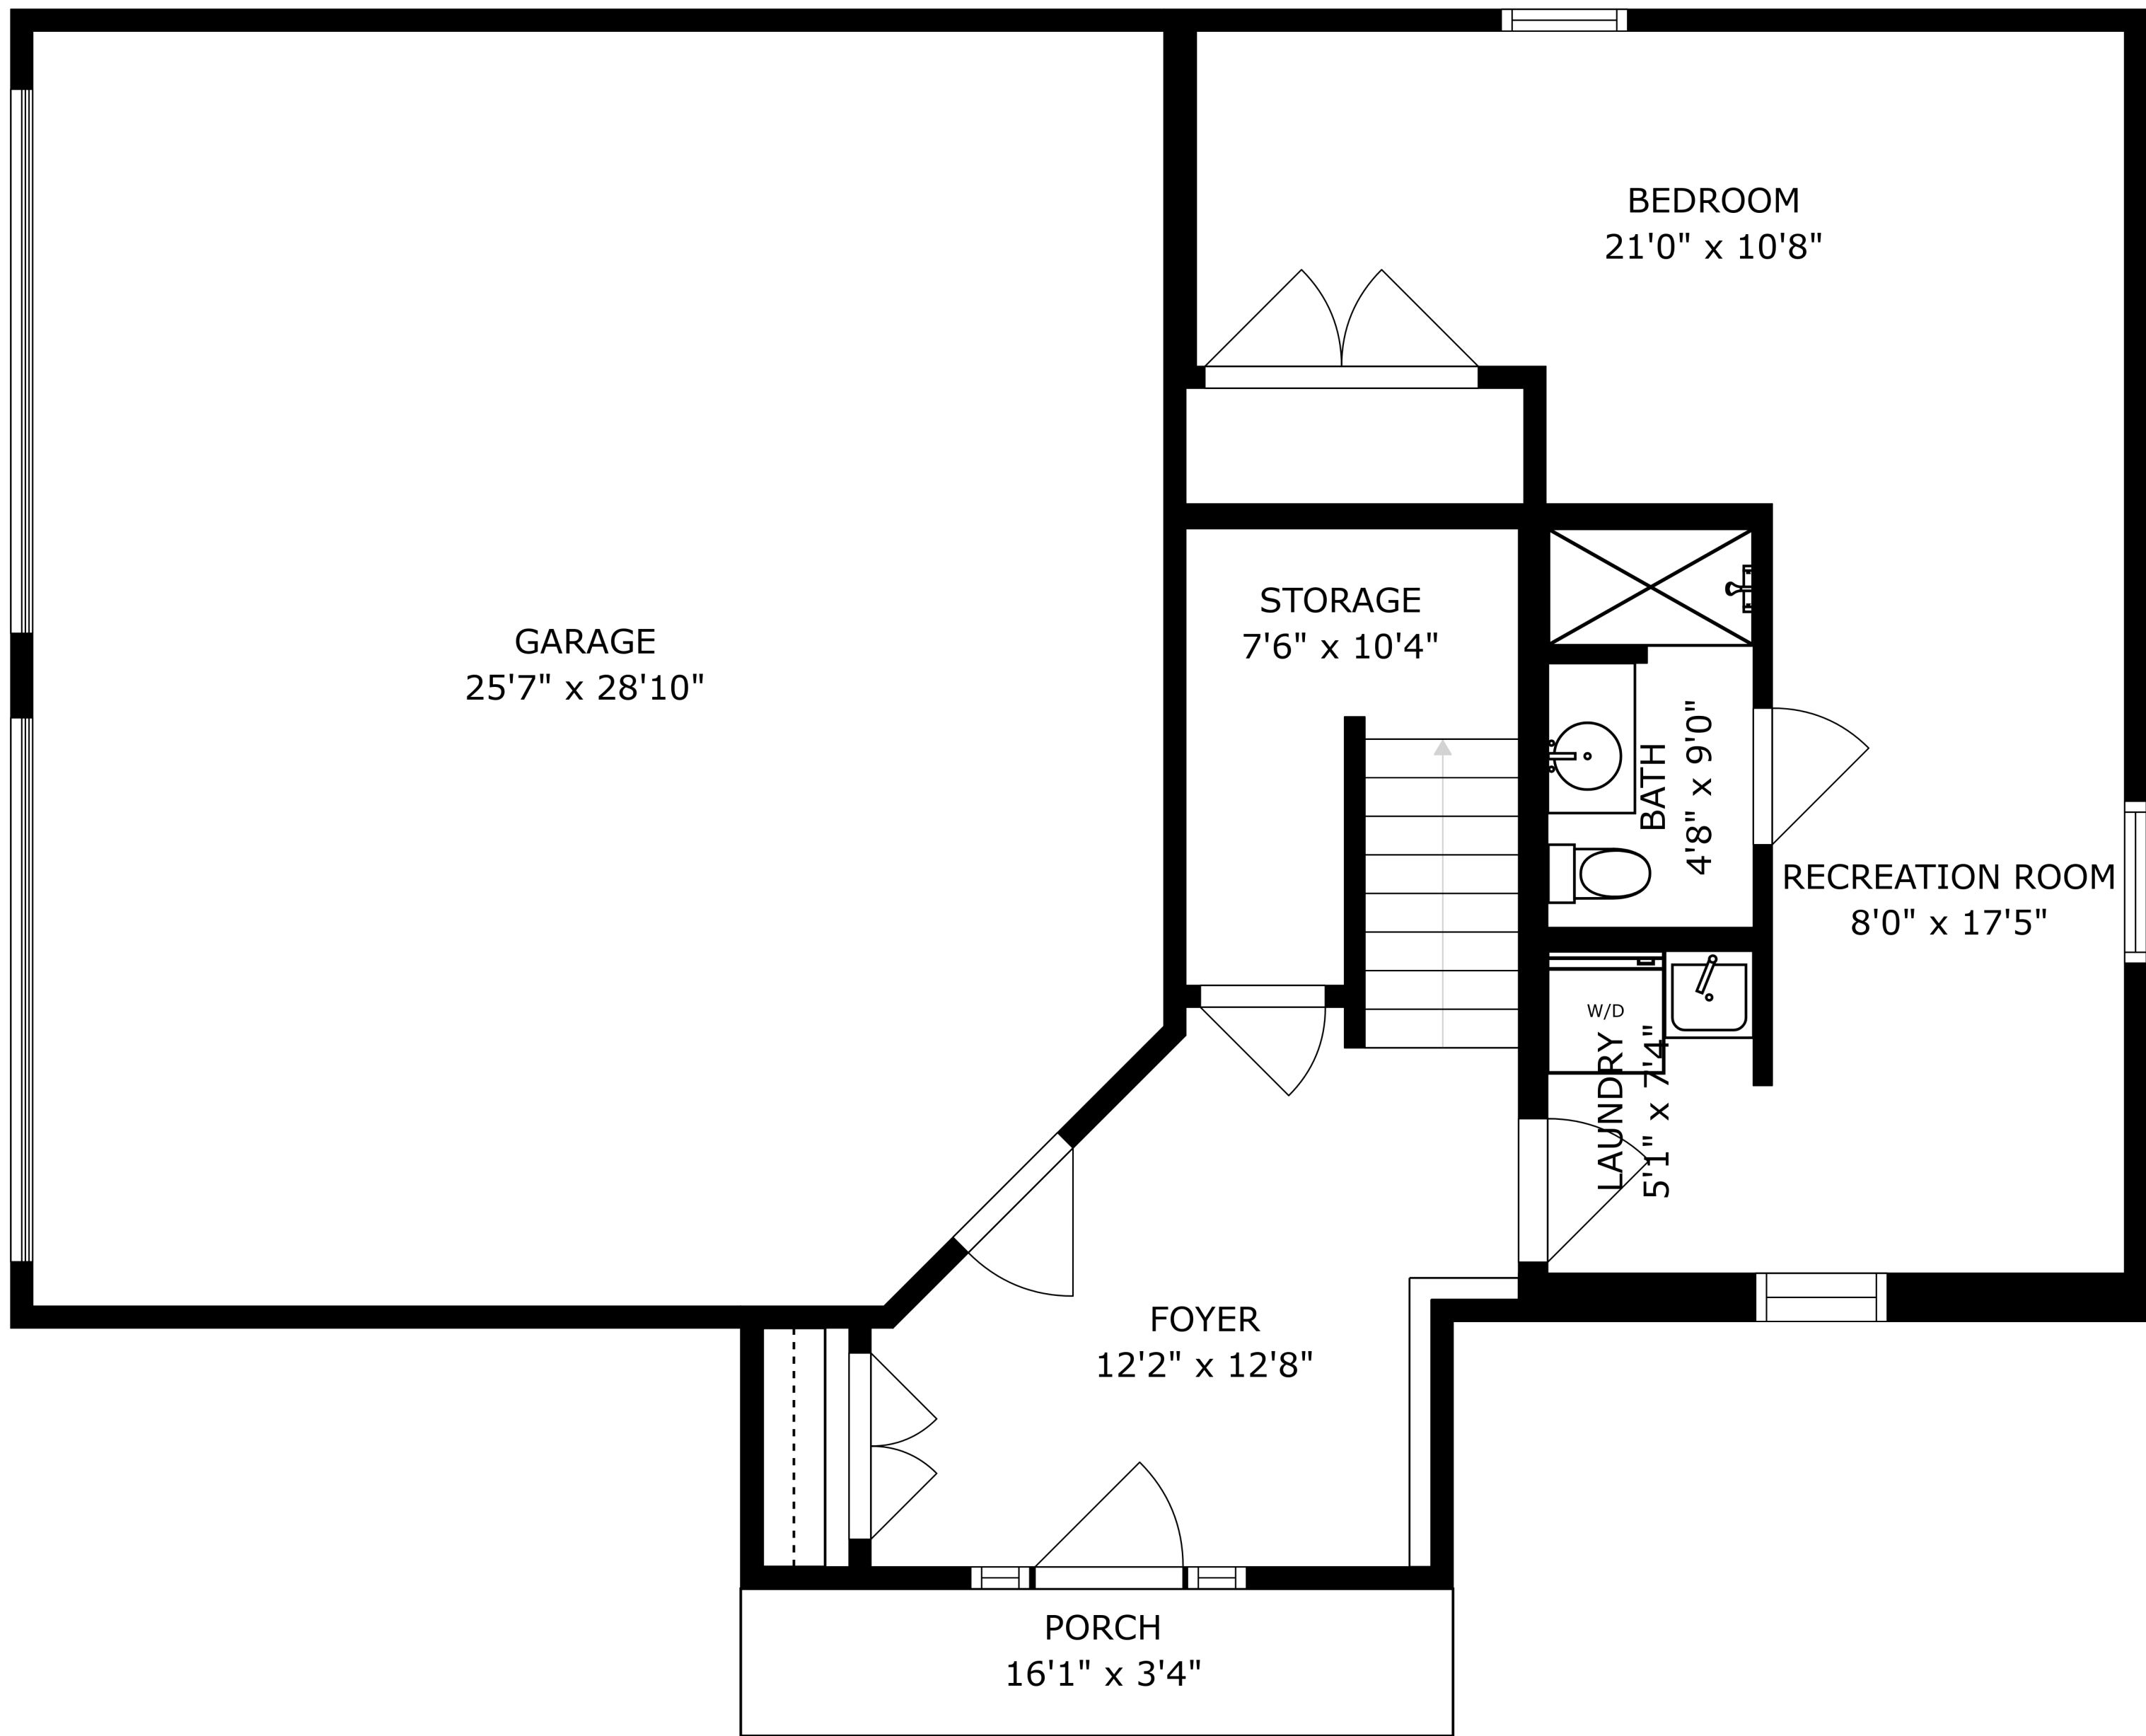 BEDROOM
21'0" x 10'8"
STORAGE
7'6" x 10'4"
GARAGE
25'7" x 28'10"
BATH
4'8" x 9'0"
RECREATION ROOM
8'0" x 17'5"
W/D
LAUNDRY
5'1" x 7'4"
FOYER
12'2" x 12'8"
PORCH
16'1" x 3'4"